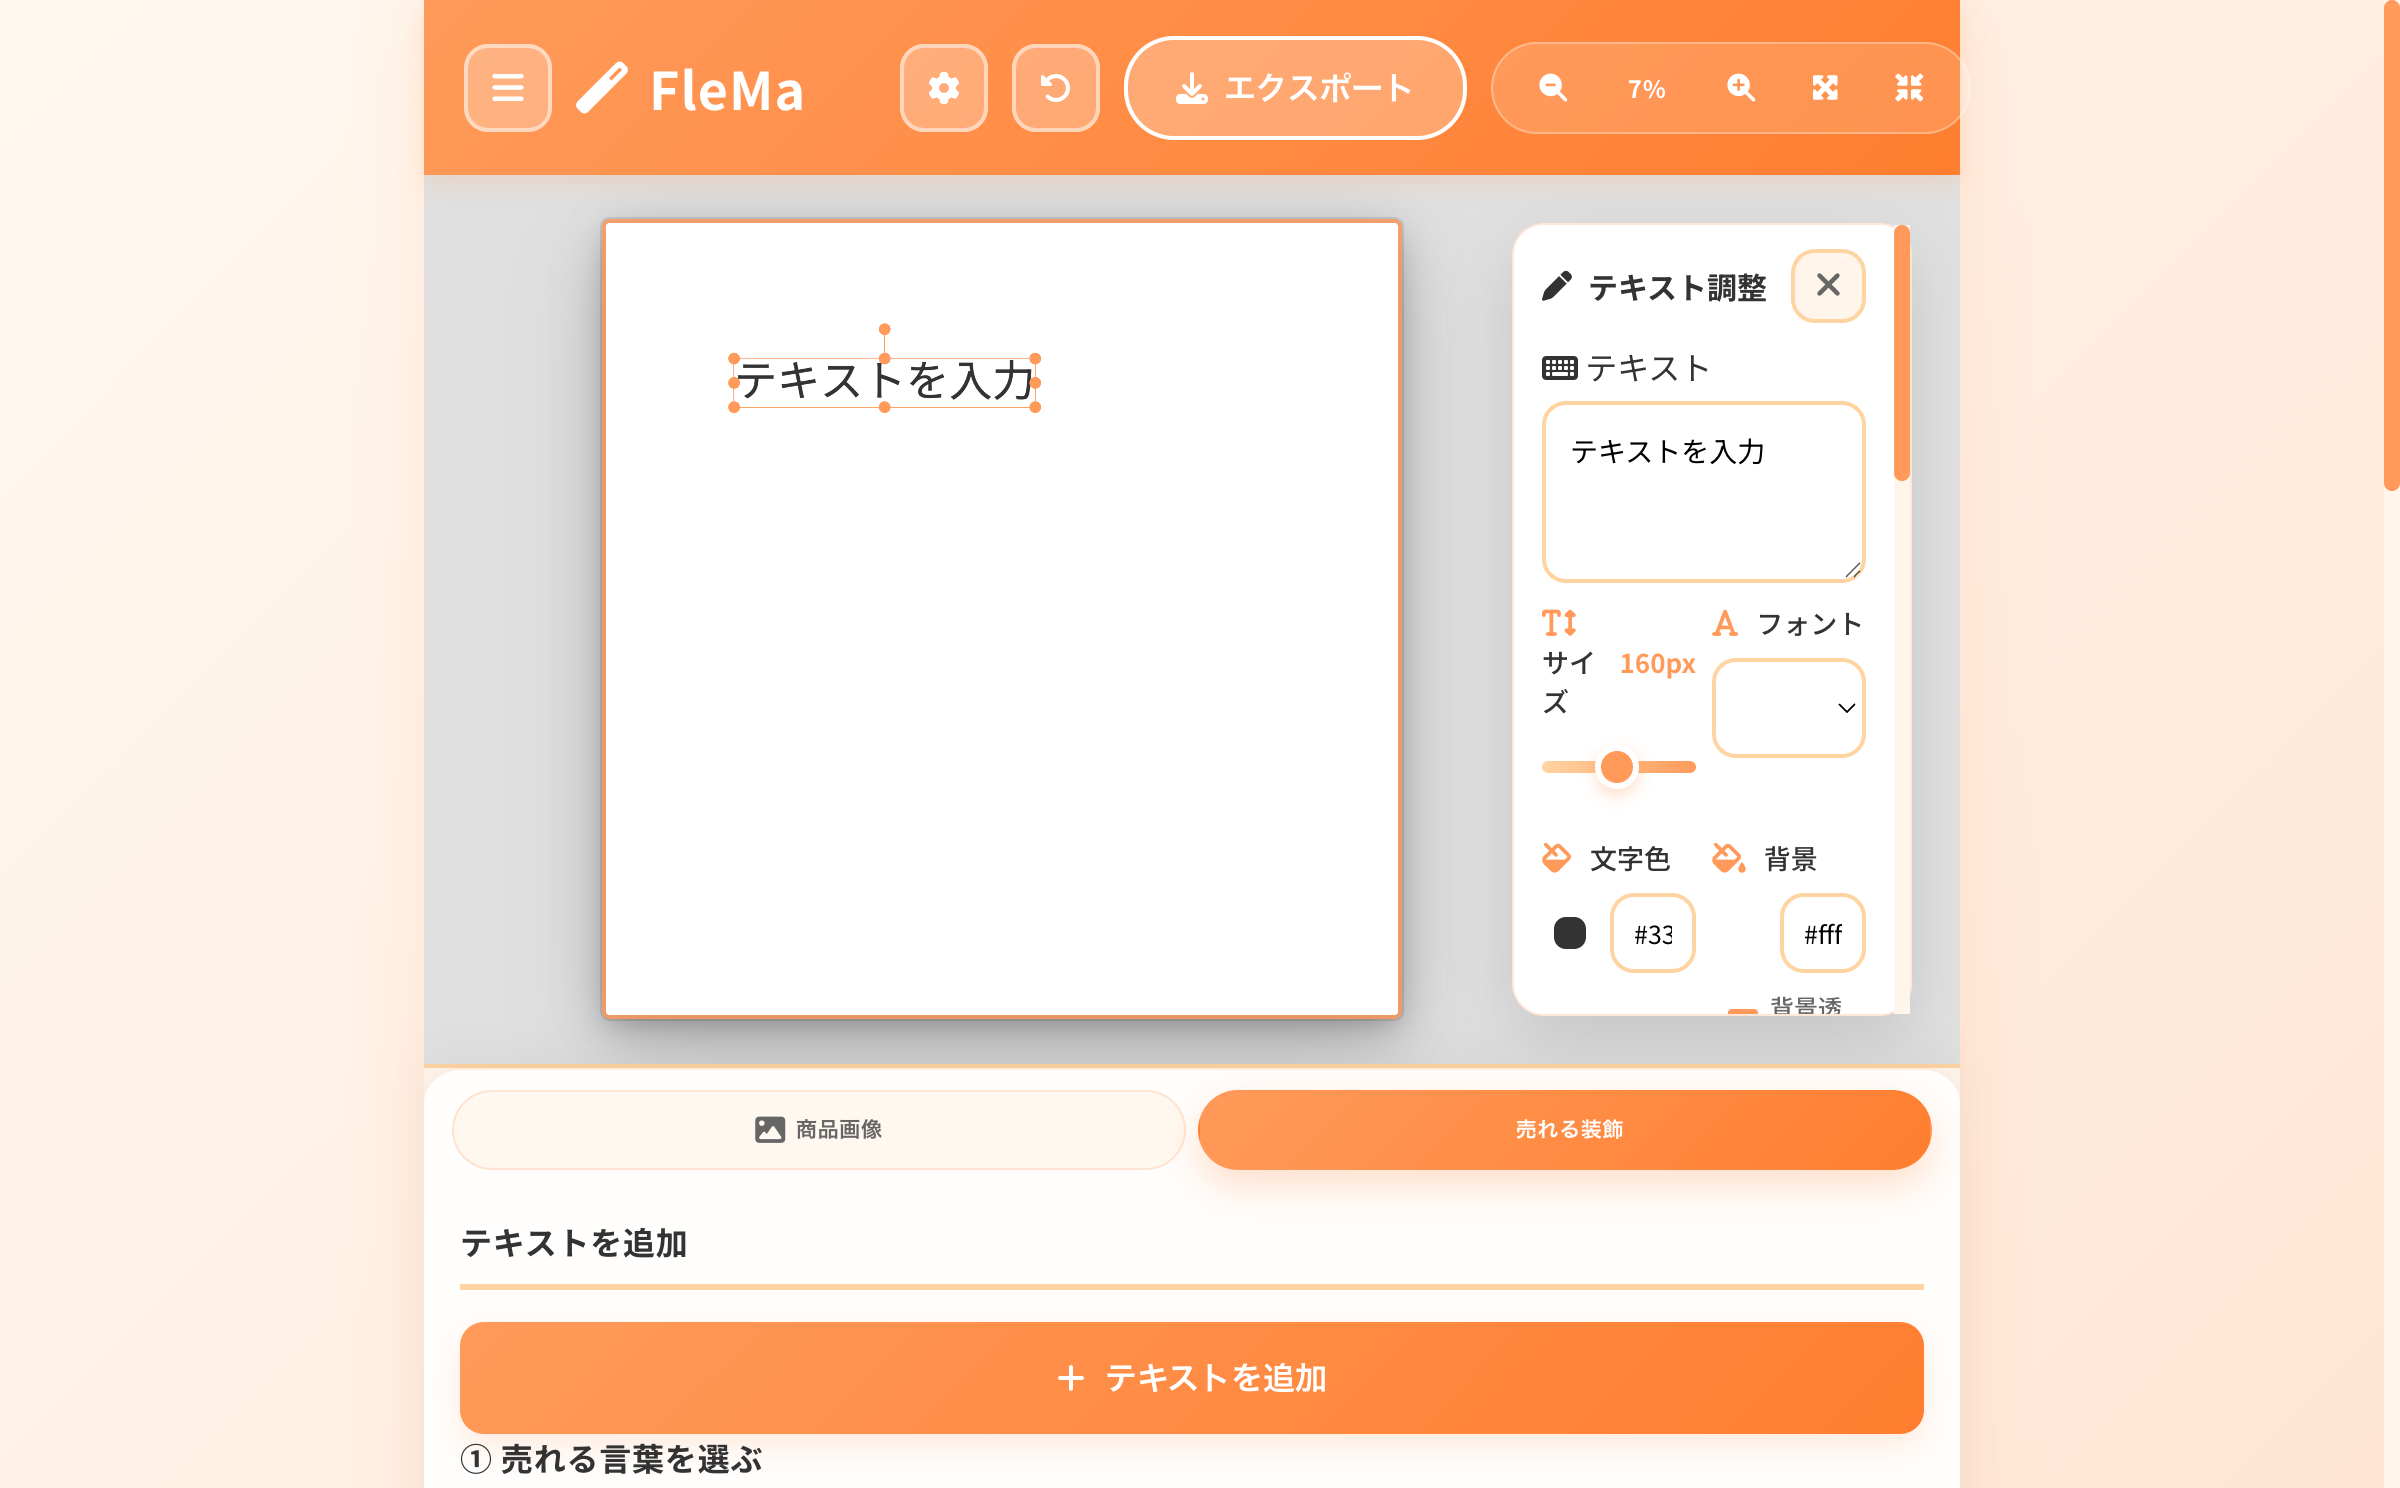 FleMa
エクスポート
7%
テキストを入力
テキスト調整
テキスト
テキストを入力
サイズ
160px
フォント
文字色
背景
#33
#fff
背景透
商品画像
売れる装飾
テキストを追加
テキストを追加
① 売れる言葉を選ぶ